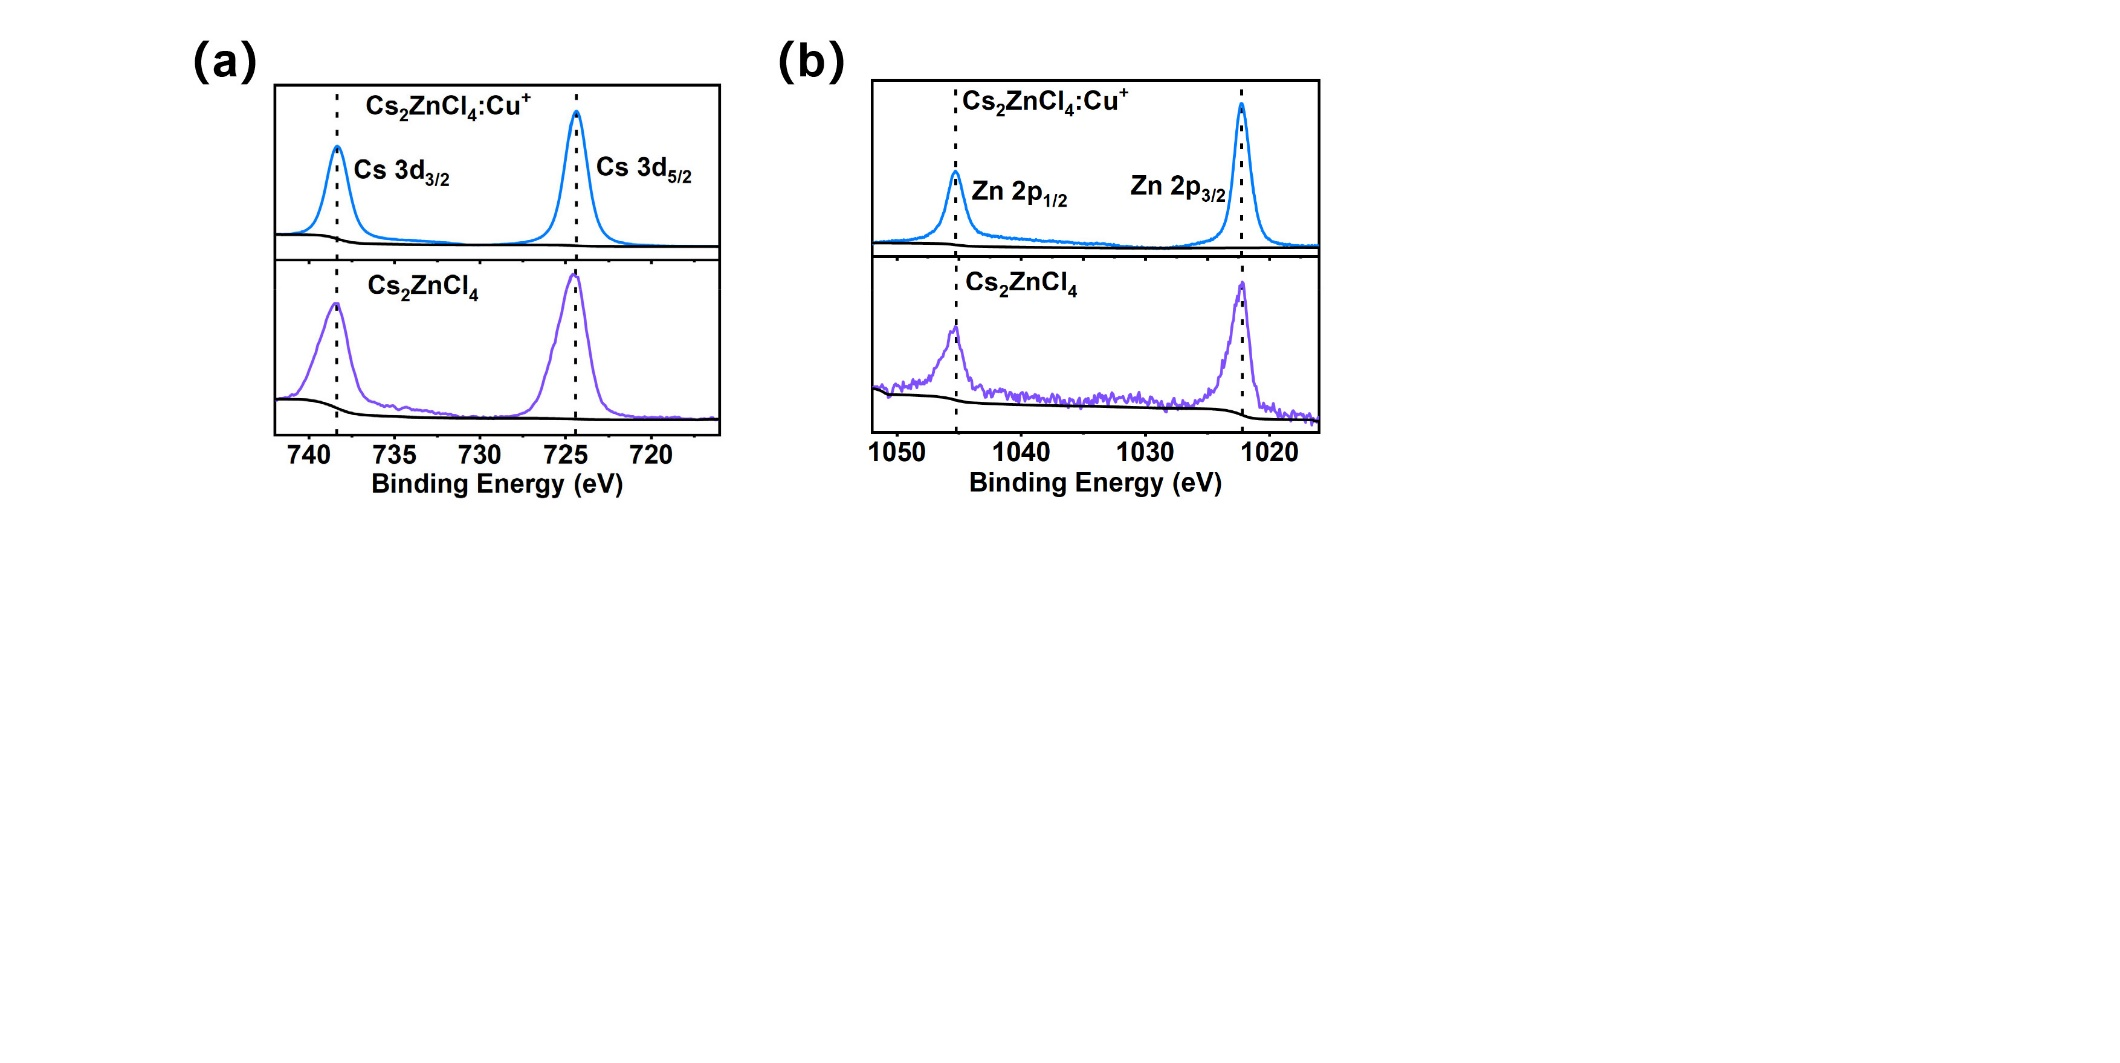 (a)
Cs₂ZnCl₄:Cu⁺
Cs 3d₃/₂
Cs 3d₅/₂
Cs₂ZnCl₄
740 735 730 725 720
Binding Energy (eV)
(b)
Cs₂ZnCl₄:Cu⁺
Zn 2p₁/₂
Zn 2p₃/₂
Cs₂ZnCl₄
1050 1040 1030 1020
Binding Energy (eV)